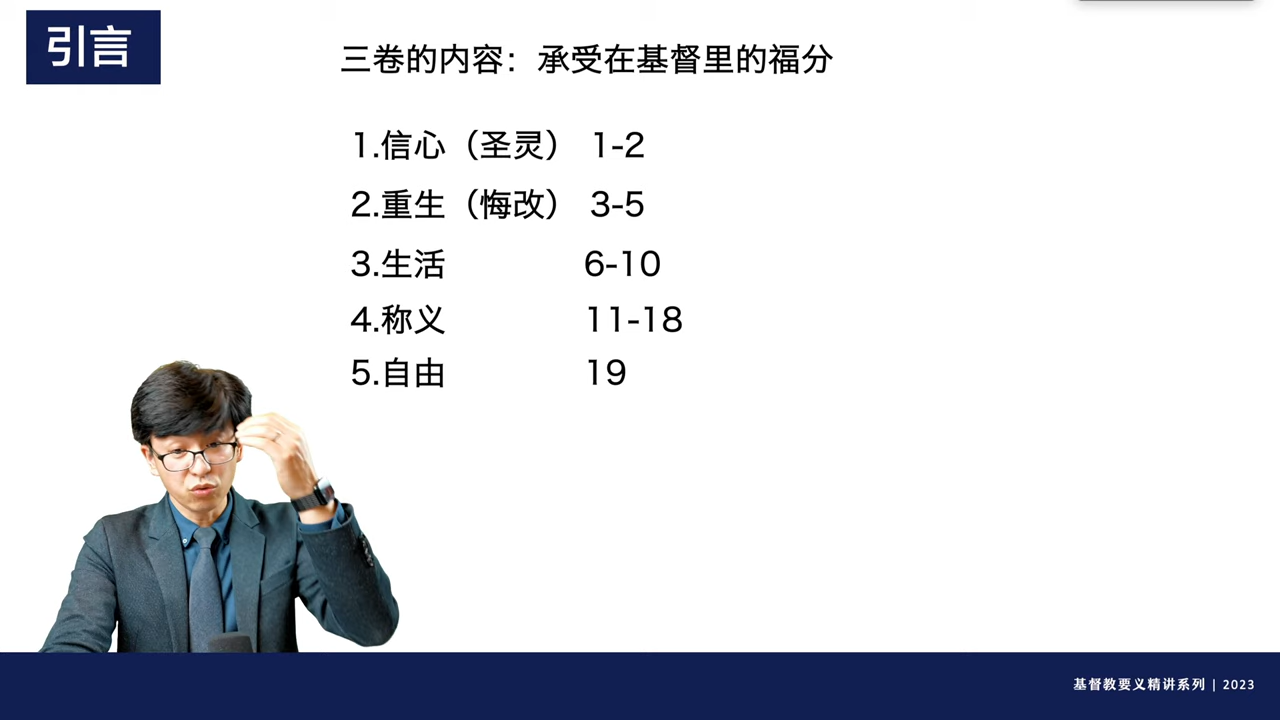 引言
三卷的内容：承受在基督里的福分
1.信心（圣灵） 1-2
2.重生（悔改） 3-5
3.生活 6-10
4.称义 11-18
5.自由 19
基督教要义精讲系列 | 2023